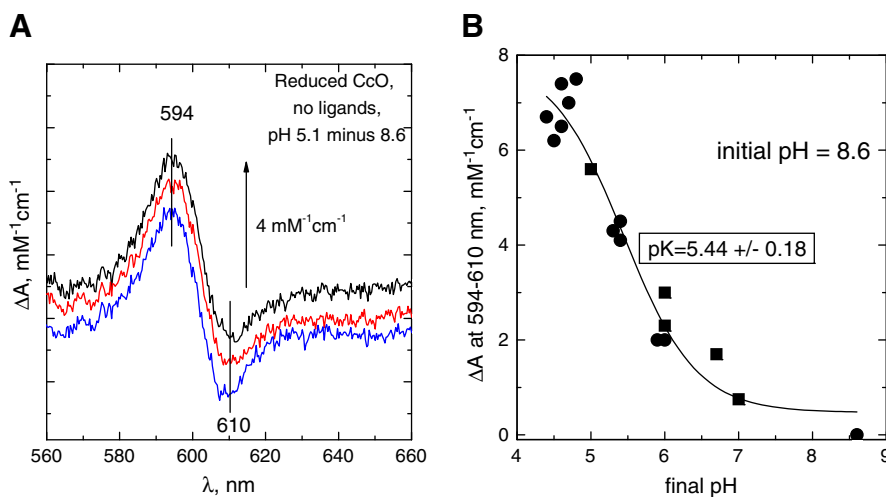 A
Reduced CcO,
no ligands,
pH 5.1 minus 8.6
594
4 mM⁻¹cm⁻¹
610
ΔA, mM⁻¹cm⁻¹
560 580 600 620 640 660
λ, nm
B
8
6
4
2
0
initial pH = 8.6
pK=5.44 +/- 0.18
ΔA at 594-610 nm, mM⁻¹cm⁻¹
4 5 6 7 8 9
final pH